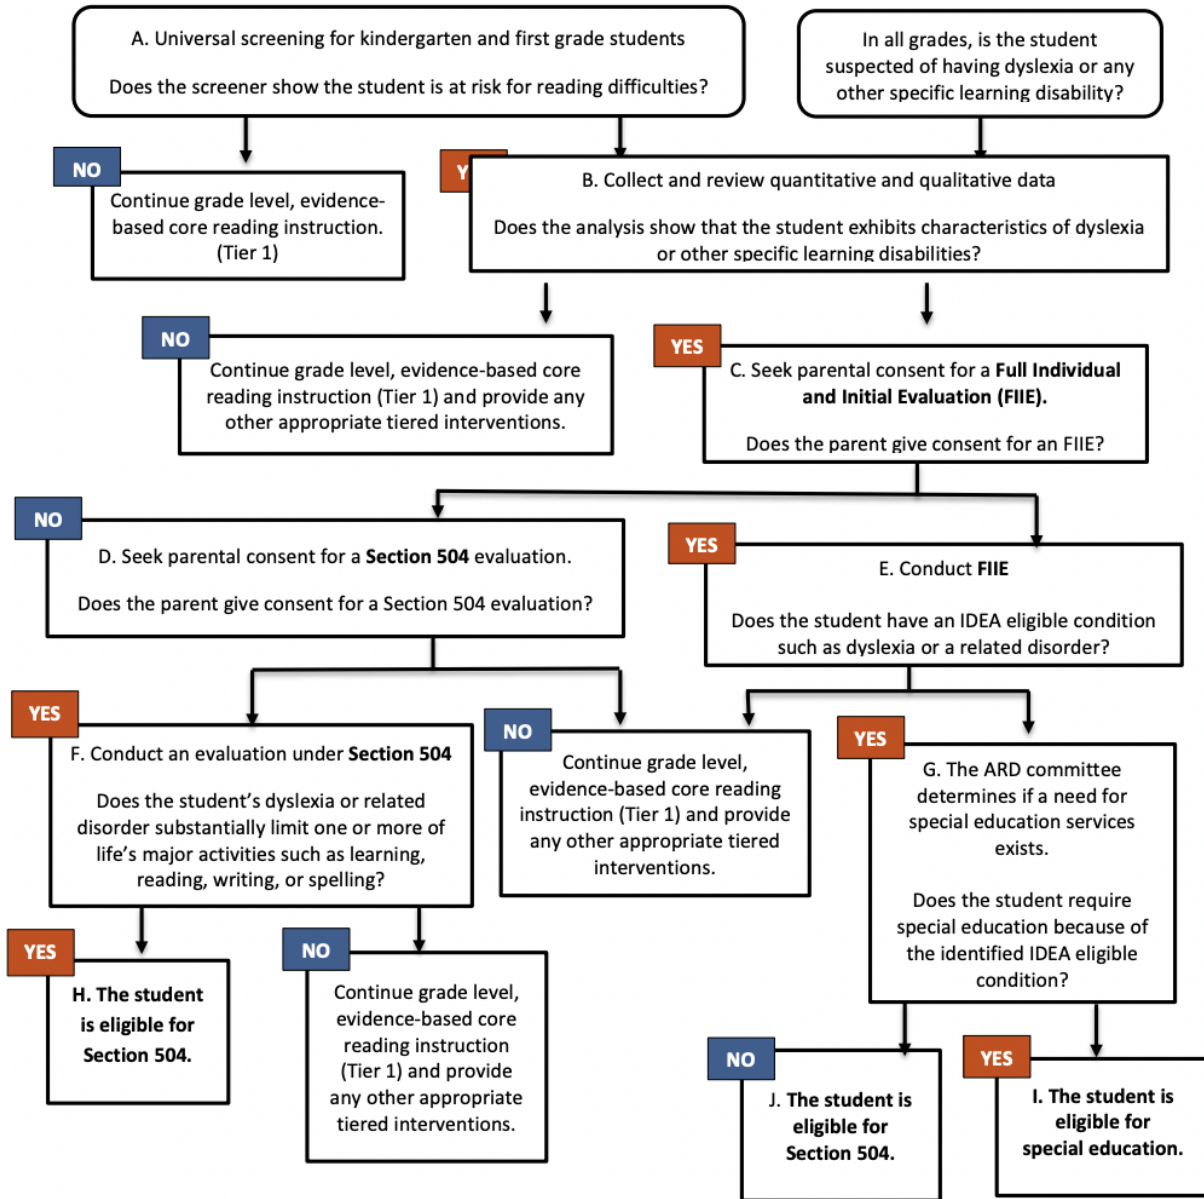 A. Universal screening for kindergarten and first grade students
Does the screener show the student is at risk for reading difficulties?
In all grades, is the student
suspected of having dyslexia or any
other specific learning disability?
NO
Continue grade level, evidence-
based core reading instruction.
(Tier 1)
Y
B. Collect and review quantitative and qualitative data
Does the analysis show that the student exhibits characteristics of dyslexia
or other specific learning disabilities?
NO
Continue grade level, evidence-based core
reading instruction (Tier 1) and provide any
other appropriate tiered interventions.
YES
C. Seek parental consent for a Full Individual
and Initial Evaluation (FIIE).
Does the parent give consent for an FIIE?
NO
D. Seek parental consent for a Section 504 evaluation.
Does the parent give consent for a Section 504 evaluation?
YES
E. Conduct FIIE
Does the student have an IDEA eligible condition
such as dyslexia or a related disorder?
YES
F. Conduct an evaluation under Section 504
Does the student’s dyslexia or related
disorder substantially limit one or more of
life’s major activities such as learning,
reading, writing, or spelling?
NO
Continue grade level,
evidence-based core reading
instruction (Tier 1) and provide
any other appropriate tiered
interventions.
YES
G. The ARD committee
determines if a need for
special education services
exists.
Does the student require
special education because of
the identified IDEA eligible
condition?
YES
H. The student
is eligible for
Section 504.
NO
Continue grade level,
evidence-based core
reading instruction
(Tier 1) and provide
any other appropriate
tiered interventions.
NO
J. The student is
eligible for
Section 504.
YES
I. The student is
eligible for
special education.